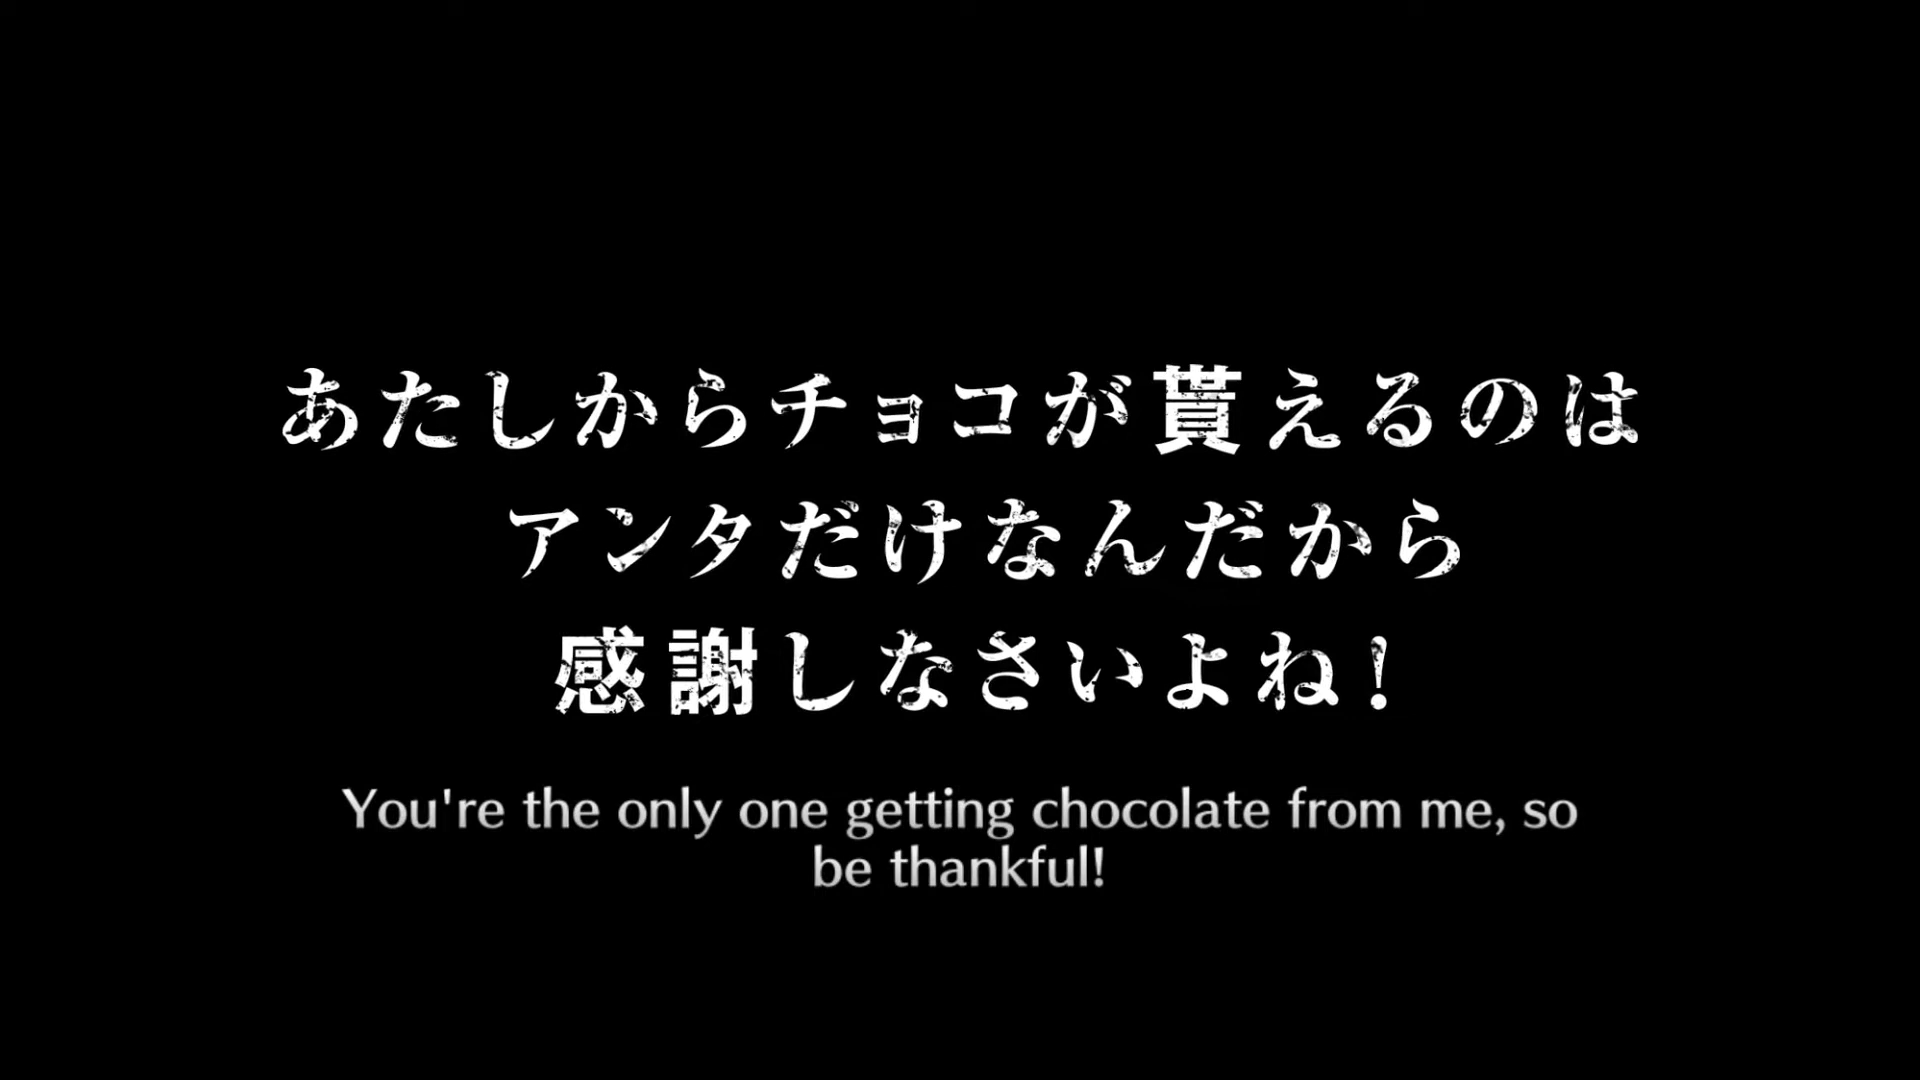 あたしからチョコが貰えるのは
アンタだけなんだから
感謝しなさいよね!
You're the only one getting chocolate from me, so
be thankful!